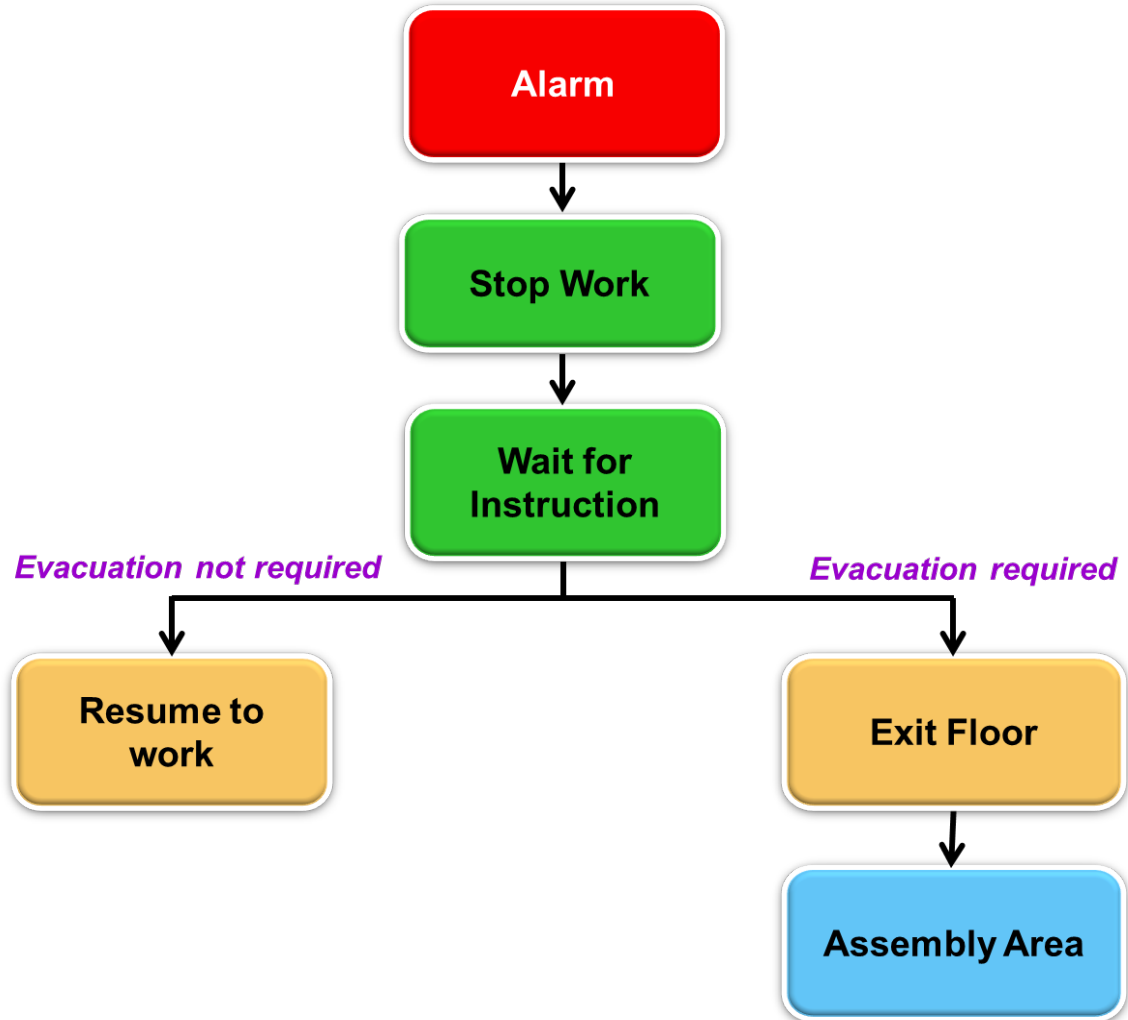 Alarm
Stop Work
Wait for
Instruction
Evacuation not required
Evacuation required
Resume to
work
Exit Floor
Assembly Area